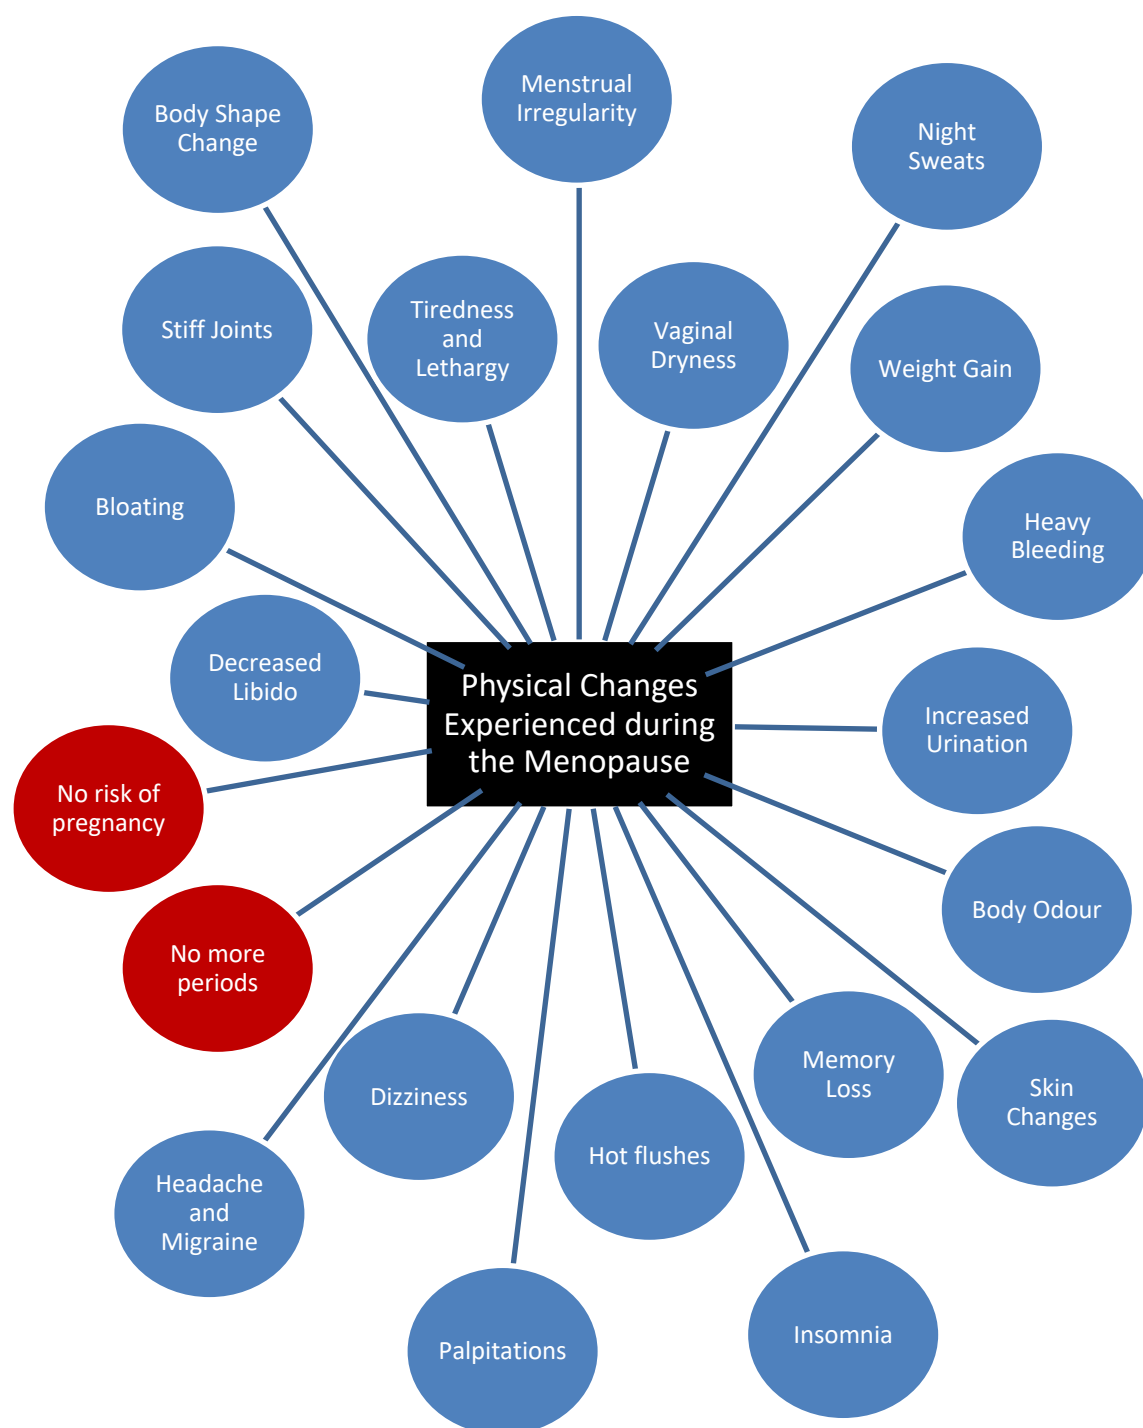 Menstrual
Irregularity
Body Shape
Change
Night
Sweats
Stiff Joints
Tiredness
and
Lethargy
Vaginal
Dryness
Weight Gain
Bloating
Heavy
Bleeding
Decreased
Libido
Physical Changes
Experienced during
the Menopause
Increased
Urination
No risk of
pregnancy
Body Odour
No more
periods
Dizziness
Memory
Loss
Skin
Changes
Hot flushes
Headache
and
Migraine
Palpitations
Insomnia